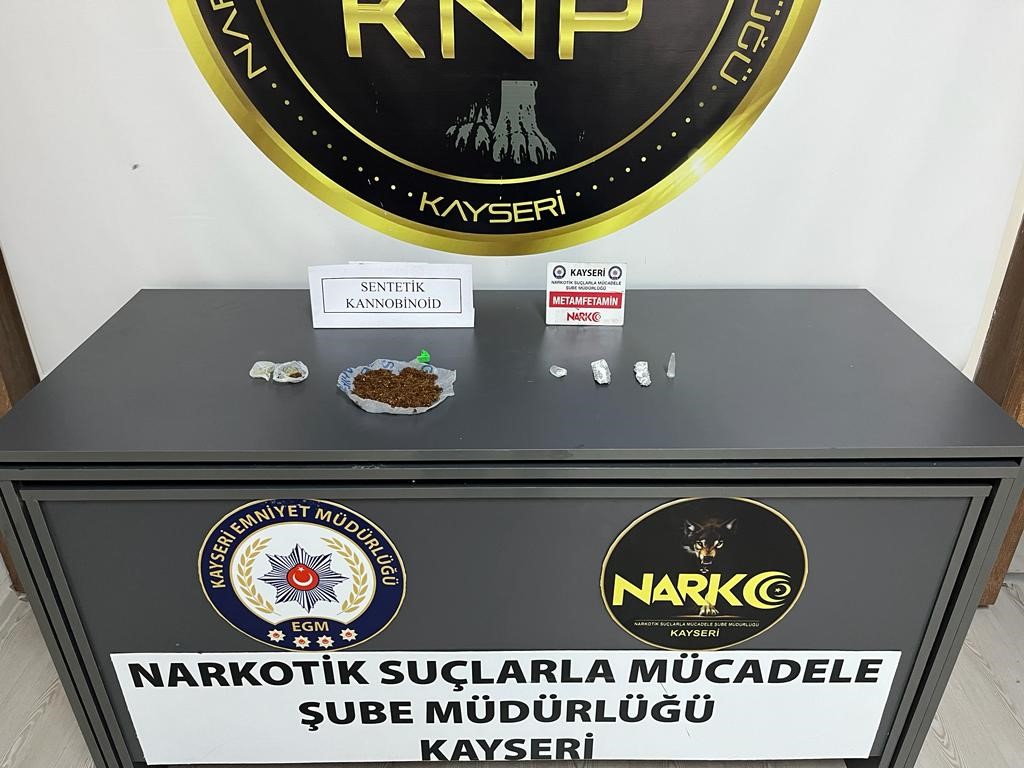 KNP
KAYSERİ
SENTETİK
KANNOBİNOİD
KAYSERİ
NARKOTİK SUÇLARLA MÜCADELE
ŞUBE MÜDÜRLÜĞÜ
METAMFETAMİN
NARKO
KAYSERİ EMNİYET MÜDÜRLÜĞÜ
EGM
NARKO
NARKOTİK SUÇLARLA MÜCADELE ŞUBE MÜDÜRLÜĞÜ
KAYSERİ
NARKOTİK SUÇLARLA MÜCADELE
ŞUBE MÜDÜRLÜĞÜ
KAYSERİ